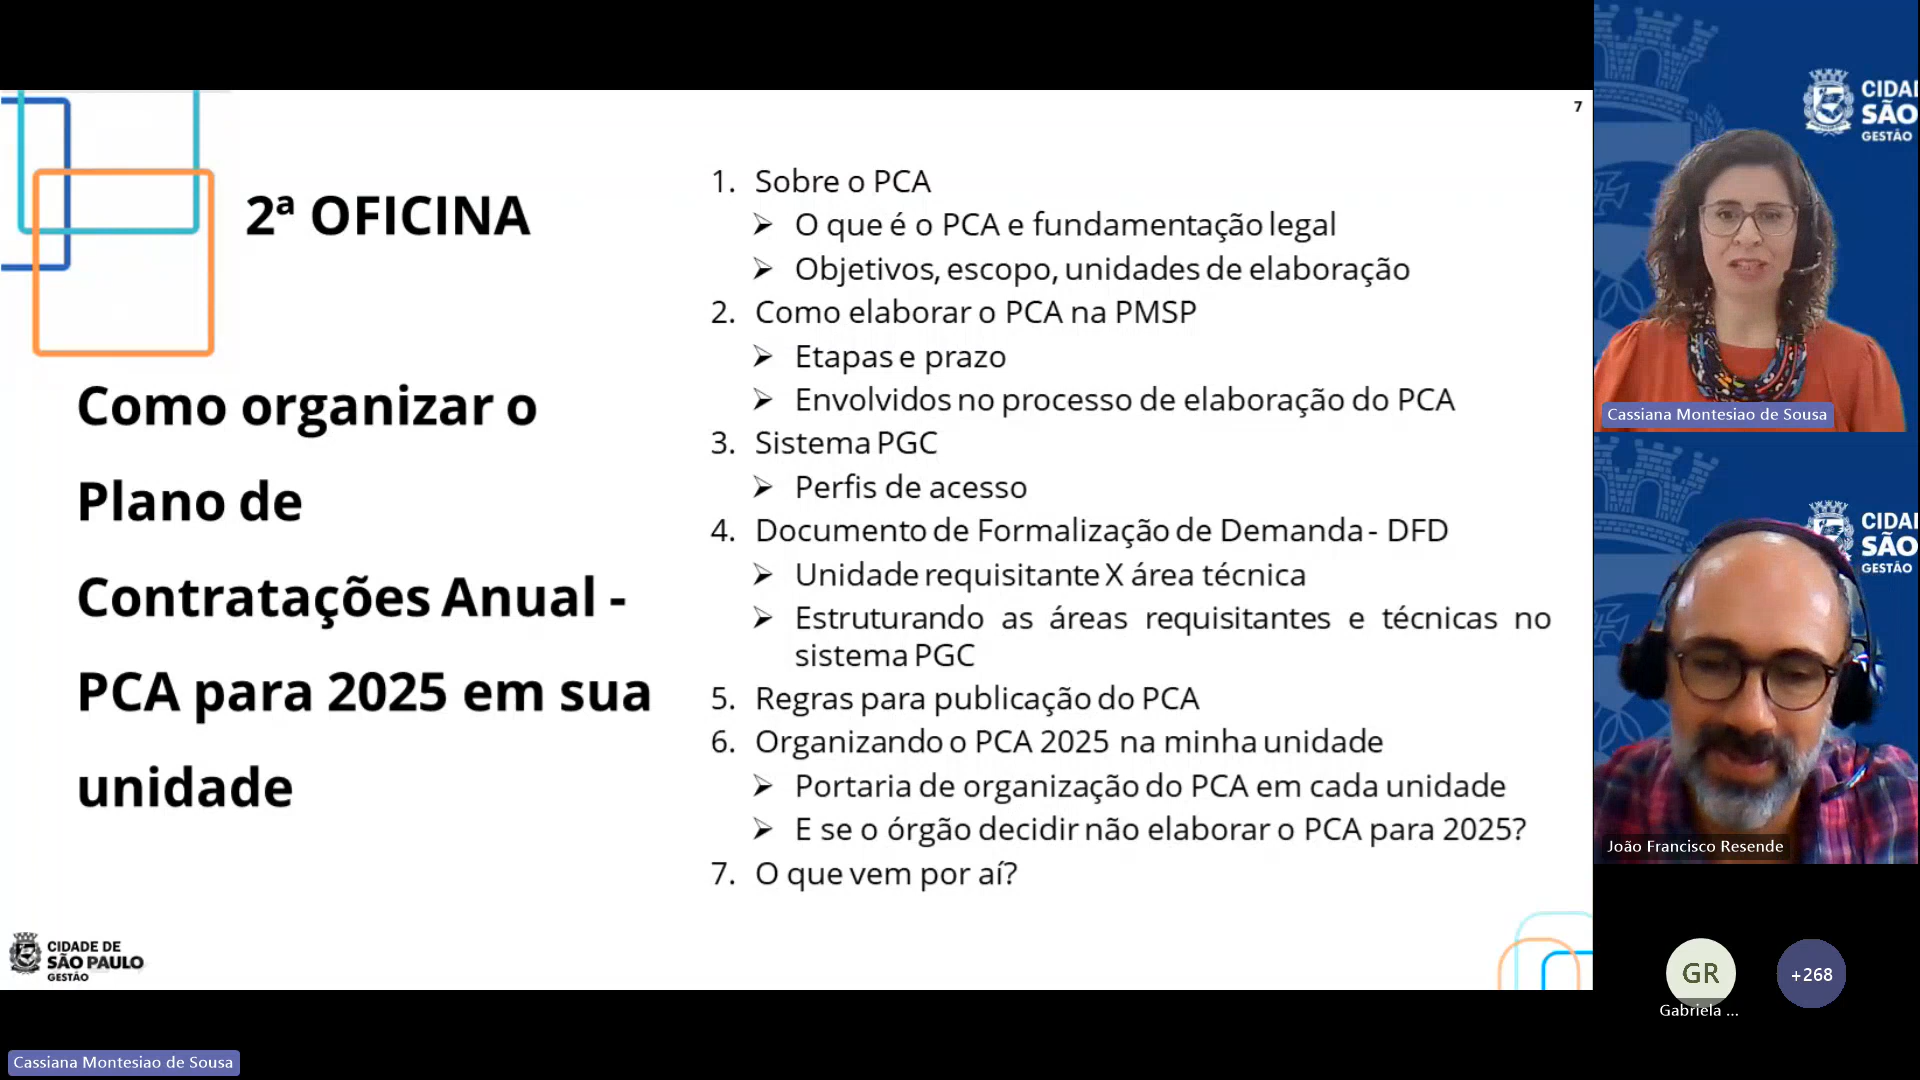 7
2ª OFICINA
Como organizar o
Plano de
Contratações Anual -
PCA para 2025 em sua
unidade
1. Sobre o PCA
➢ O que é o PCA e fundamentação legal
➢ Objetivos, escopo, unidades de elaboração
2. Como elaborar o PCA na PMSP
➢ Etapas e prazo
➢ Envolvidos no processo de elaboração do PCA
3. Sistema PGC
➢ Perfis de acesso
4. Documento de Formalização de Demanda - DFD
➢ Unidade requisitante X área técnica
➢ Estruturando as áreas requisitantes e técnicas no
sistema PGC
5. Regras para publicação do PCA
6. Organizando o PCA 2025 na minha unidade
➢ Portaria de organização do PCA em cada unidade
➢ E se o órgão decidir não elaborar o PCA para 2025?
7. O que vem por aí?
CIDADE DE
SÃO PAULO
GESTÃO
CIDA
SÃO
GESTÃO
Cassiana Montesiao de Sousa
CIDA
SÃO
GESTÃO
João Francisco Resende
GR
+268
Gabriela ...
Cassiana Montesiao de Sousa